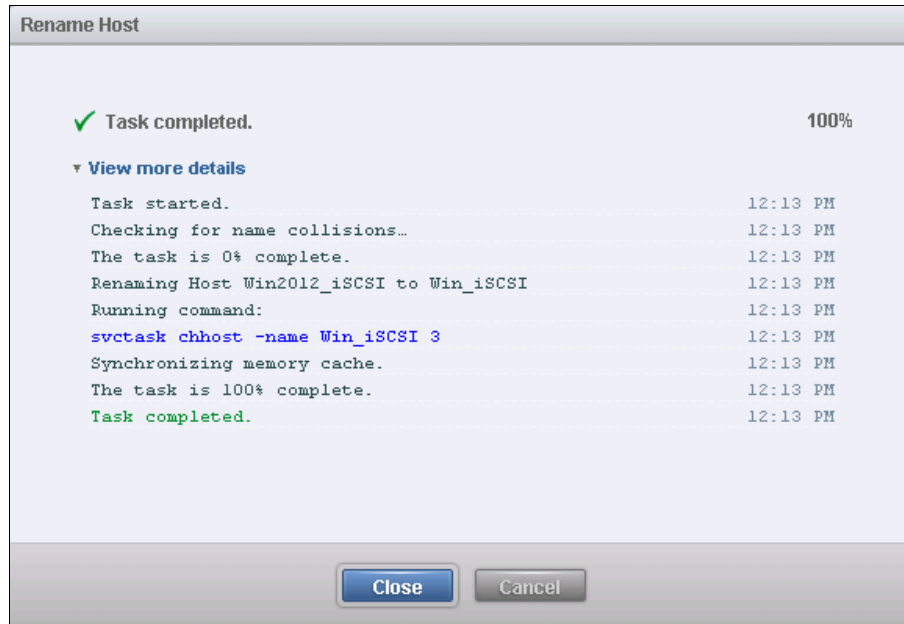 Rename Host
Task completed. 100%
View more details
Task started. 12:13 PM
Checking for name collisions… 12:13 PM
The task is 0% complete. 12:13 PM
Renaming Host Win2012_iSCSI to Win_iSCSI 12:13 PM
Running command: 12:13 PM
svctask chhost -name Win_iSCSI 3 12:13 PM
Synchronizing memory cache. 12:13 PM
The task is 100% complete. 12:13 PM
Task completed. 12:13 PM
Close Cancel